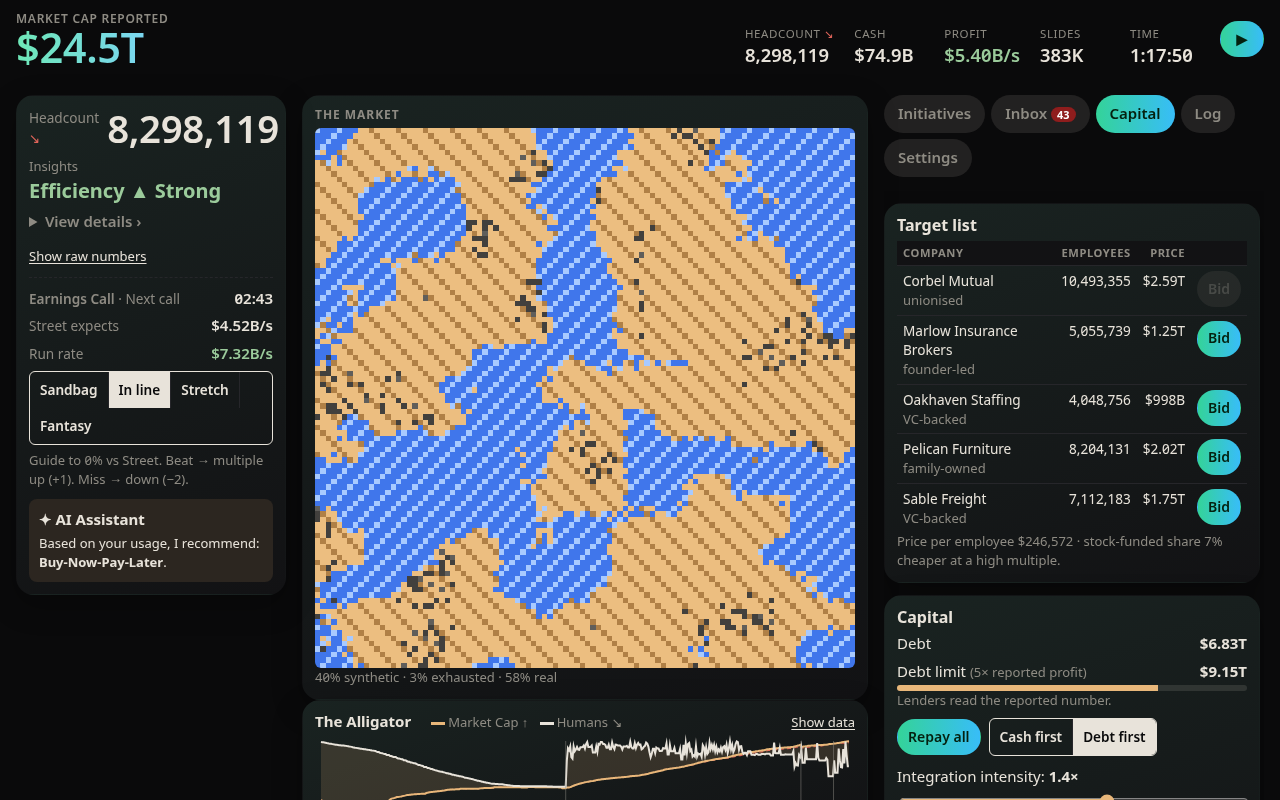 MARKET CAP REPORTED
$24.5T
HEADCOUNT ↘ CASH PROFIT SLIDES TIME
8,298,119 $74.9B $5.40B/s 383K 1:17:50
▶
Headcount ↘ 8,298,119
Insights
Efficiency ▲ Strong
▶ View details ›
Show raw numbers
Earnings Call · Next call 02:43
Street expects $4.52B/s
Run rate $7.32B/s
Sandbag In line Stretch
Fantasy
Guide to 0% vs Street. Beat → multiple
up (+1). Miss → down (−2).
✦ AI Assistant
Based on your usage, I recommend:
Buy-Now-Pay-Later.
THE MARKET
40% synthetic · 3% exhausted · 58% real
The Alligator Market Cap ↑ Humans ↘ Show data
Initiatives Inbox 43 Capital Log
Settings
Target list
COMPANY EMPLOYEES PRICE
Corbel Mutual 10,493,355 $2.59T Bid
unionised
Marlow Insurance 5,055,739 $1.25T Bid
Brokers
founder-led
Oakhaven Staffing 4,048,756 $998B Bid
VC-backed
Pelican Furniture 8,204,131 $2.02T Bid
family-owned
Sable Freight 7,112,183 $1.75T Bid
VC-backed
Price per employee $246,572 · stock-funded share 7%
cheaper at a high multiple.
Capital
Debt $6.83T
Debt limit (5× reported profit) $9.15T
Lenders read the reported number.
Repay all Cash first Debt first
Integration intensity: 1.4×